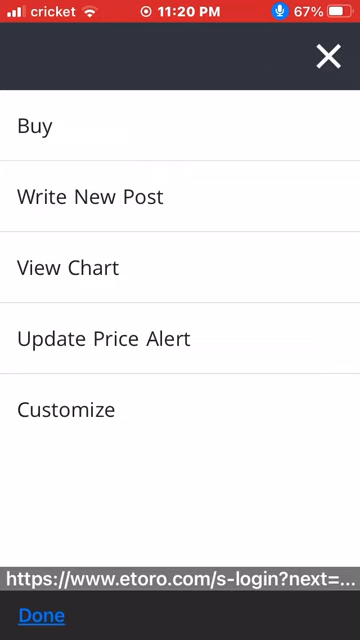 cricket 11:20 PM 67%
Buy
Write New Post
View Chart
Update Price Alert
Customize
https://www.etoro.com/s-login?next=...
Done